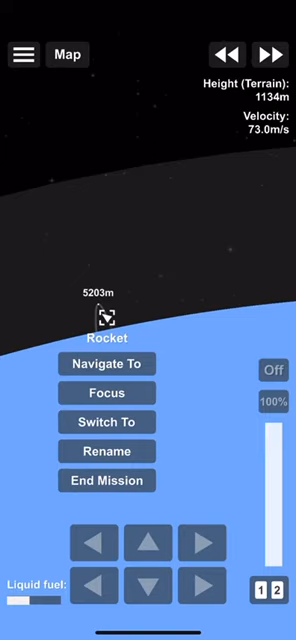 Map
Height (Terrain):
1134m
Velocity:
73.0m/s
5203m
Rocket
Navigate To
Focus
Switch To
Rename
End Mission
Off
100%
Liquid fuel:
1 2